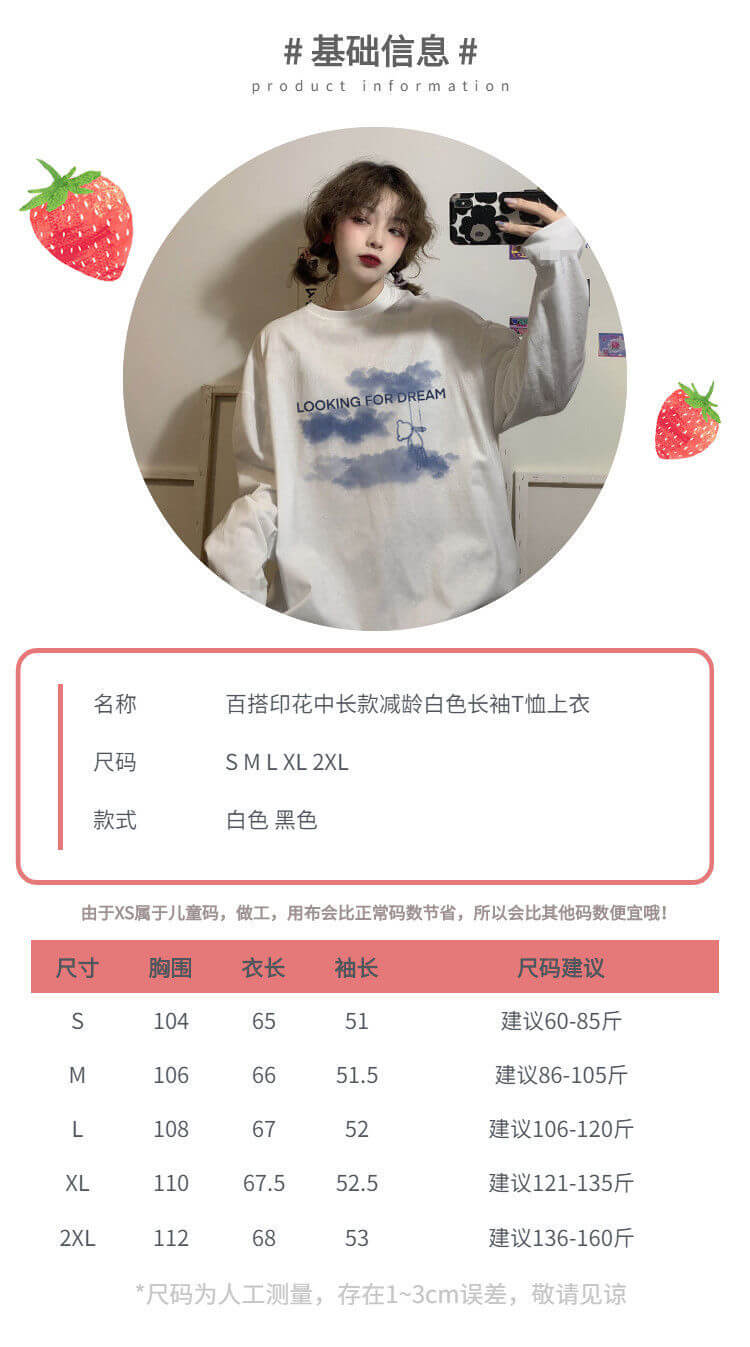 # 基础信息 #
product information
LOOKING FOR DREAM
名称 百搭印花中长款减龄白色长袖T恤上衣
尺码 S M L XL 2XL
款式 白色 黑色
由于XS属于儿童码，做工，用布会比正常码数节省，所以会比其他码数便宜哦！
尺寸 胸围 衣长 袖长 尺码建议
S 104 65 51 建议60-85斤
M 106 66 51.5 建议86-105斤
L 108 67 52 建议106-120斤
XL 110 67.5 52.5 建议121-135斤
2XL 112 68 53 建议136-160斤
*尺码为人工测量，存在1~3cm误差，敬请见谅